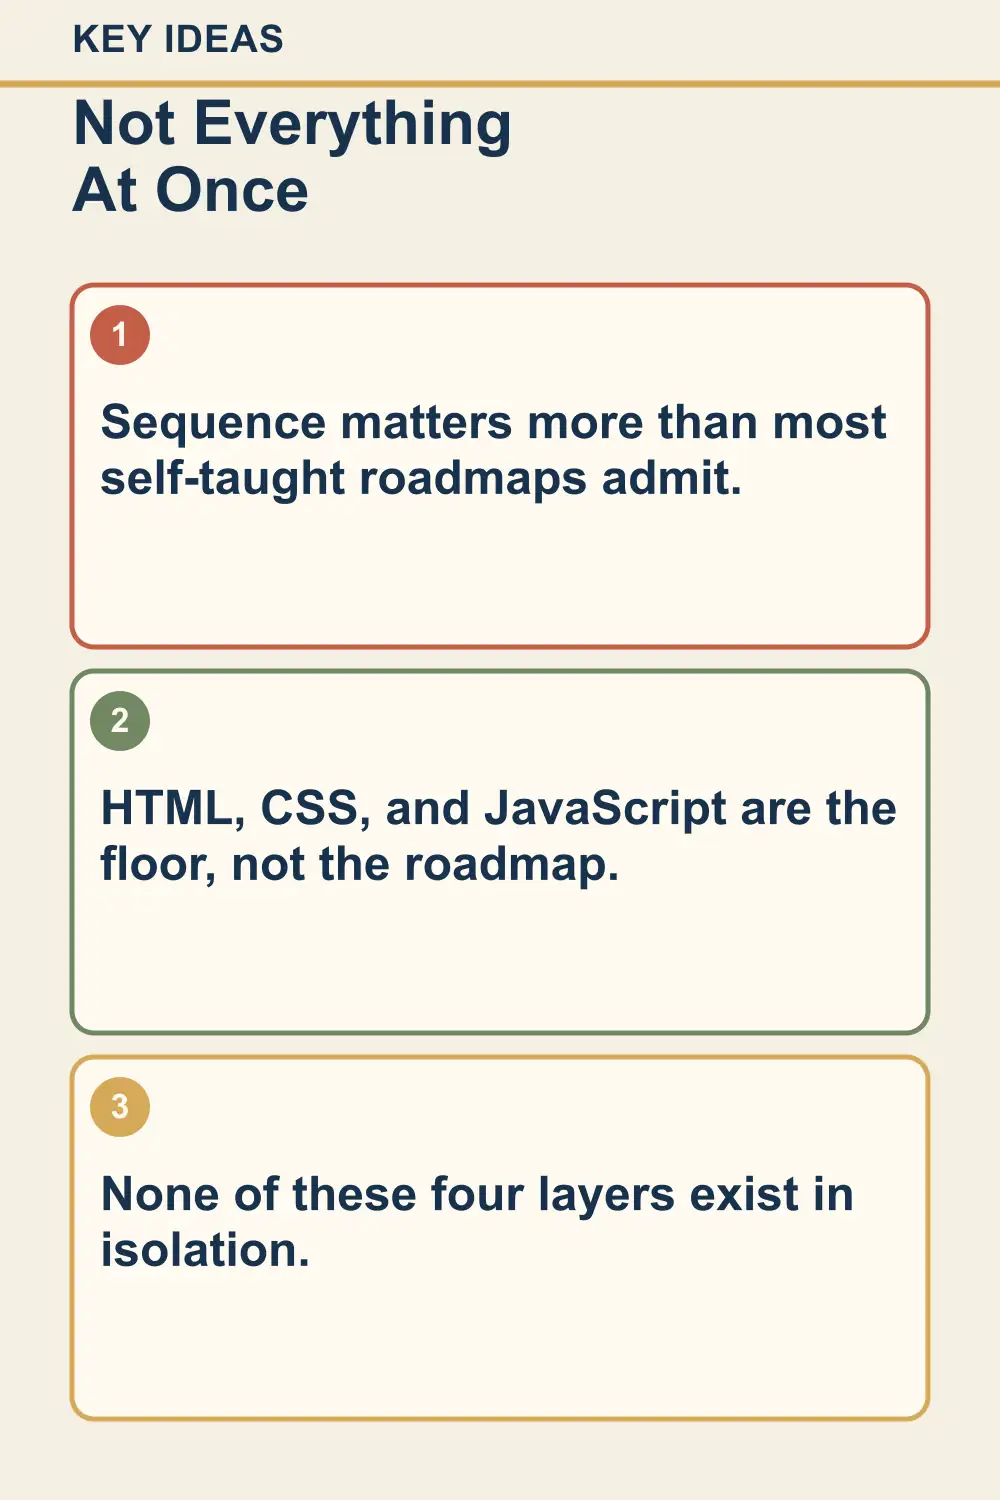 KEY IDEAS
Not Everything
At Once
1
Sequence matters more than most
self-taught roadmaps admit.
2
HTML, CSS, and JavaScript are the
floor, not the roadmap.
3
None of these four layers exist in
isolation.